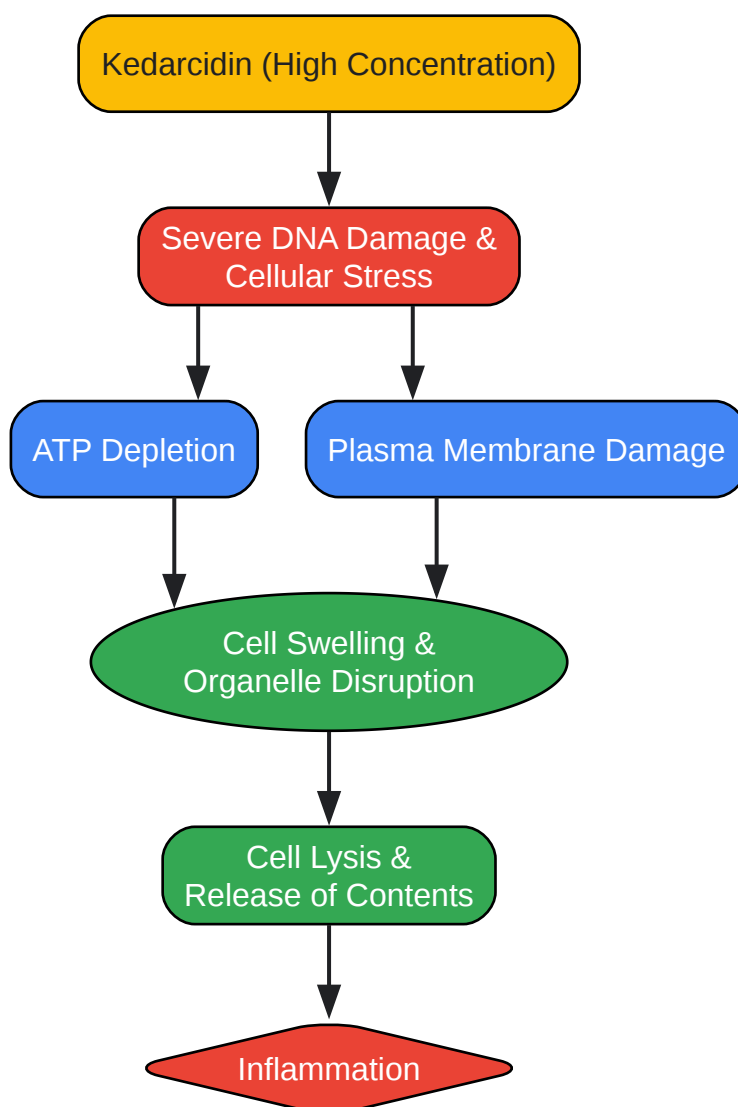 Kedarcidin (High Concentration)
Severe DNA Damage &
Cellular Stress
ATP Depletion
Plasma Membrane Damage
Cell Swelling &
Organelle Disruption
Cell Lysis &
Release of Contents
Inflammation